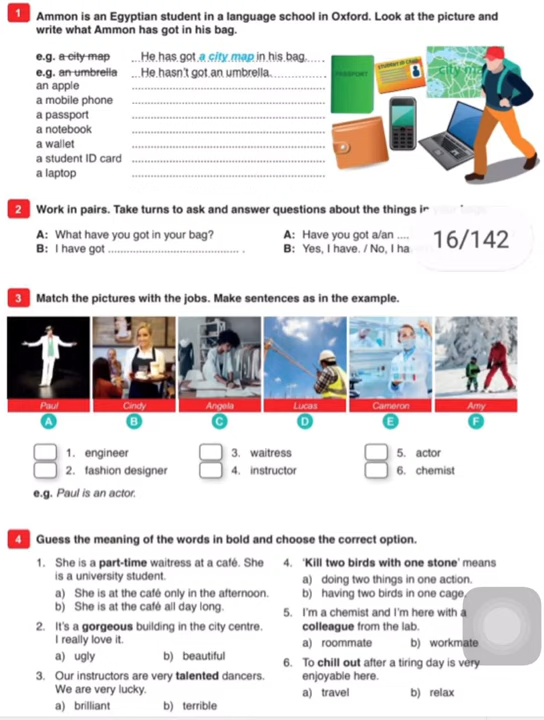 1 Ammon is an Egyptian student in a language school in Oxford. Look at the picture and
write what Ammon has got in his bag.
e.g. a city map ...He has got a city map in his bag.....
e.g. an umbrella ...He hasn't got an umbrella...............
an apple
a mobile phone
a passport
a notebook
a wallet
a student ID card
a laptop
PASSPORT
STUDENT ID CARD
city map
2 Work in pairs. Take turns to ask and answer questions about the things in
A: What have you got in your bag?
B: I have got ........................................ .
A: Have you got a/an ....
B: Yes, I have. / No, I ha
16/142
3 Match the pictures with the jobs. Make sentences as in the example.
Paul Cindy Angela Lucas Cameron Amy
A B C D E F
1. engineer
2. fashion designer
3. waitress
4. instructor
5. actor
6. chemist
e.g. Paul is an actor.
4 Guess the meaning of the words in bold and choose the correct option.
1. She is a part-time waitress at a café. She
is a university student.
a) She is at the café only in the afternoon.
b) She is at the café all day long.
2. It's a gorgeous building in the city centre.
I really love it.
a) ugly b) beautiful
3. Our instructors are very talented dancers.
We are very lucky.
a) brilliant b) terrible
4. 'Kill two birds with one stone' means
a) doing two things in one action.
b) having two birds in one cage.
5. I'm a chemist and I'm here with a
colleague from the lab.
a) roommate b) workmate
6. To chill out after a tiring day is very
enjoyable here.
a) travel b) relax